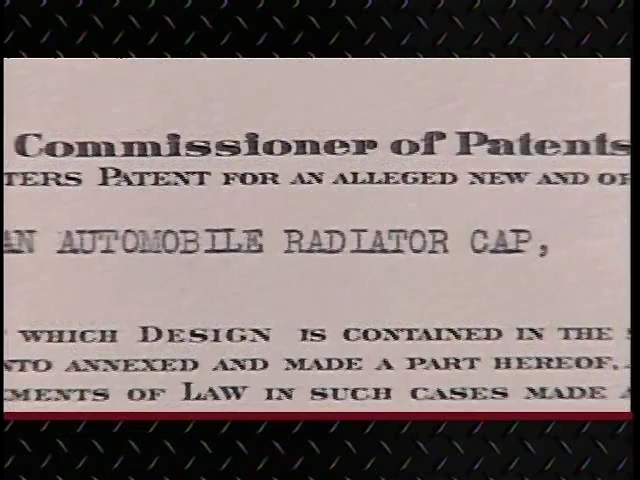 Commissioner of Patents
TERS PATENT FOR AN ALLEGED NEW AND OR
AN AUTOMOBILE RADIATOR CAP,
WHICH DESIGN IS CONTAINED IN THE
NTO ANNEXED AND MADE A PART HEREOF.
MENTS OF LAW IN SUCH CASES MADE